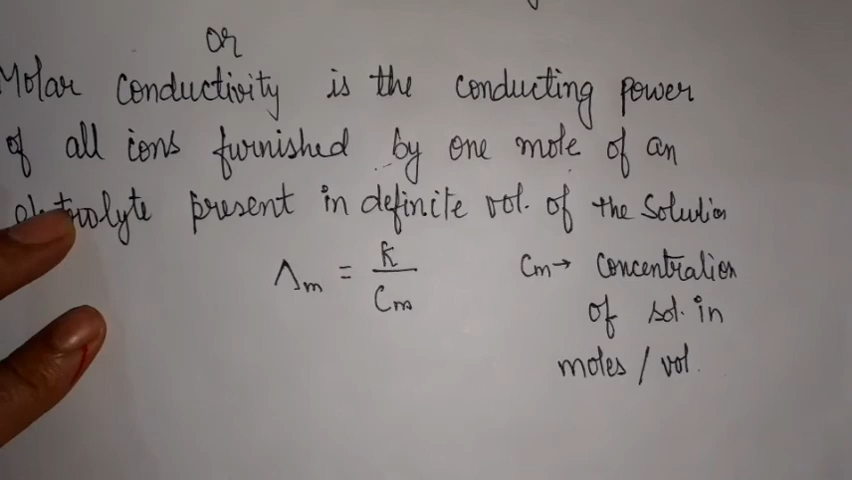 or
Molar conductivity is the conducting power
of all ions furnished by one mole of an
electrolyte present in definite vol. of the solution
Λm = k / Cm
Cm → Concentration
of sol. in
moles / vol.